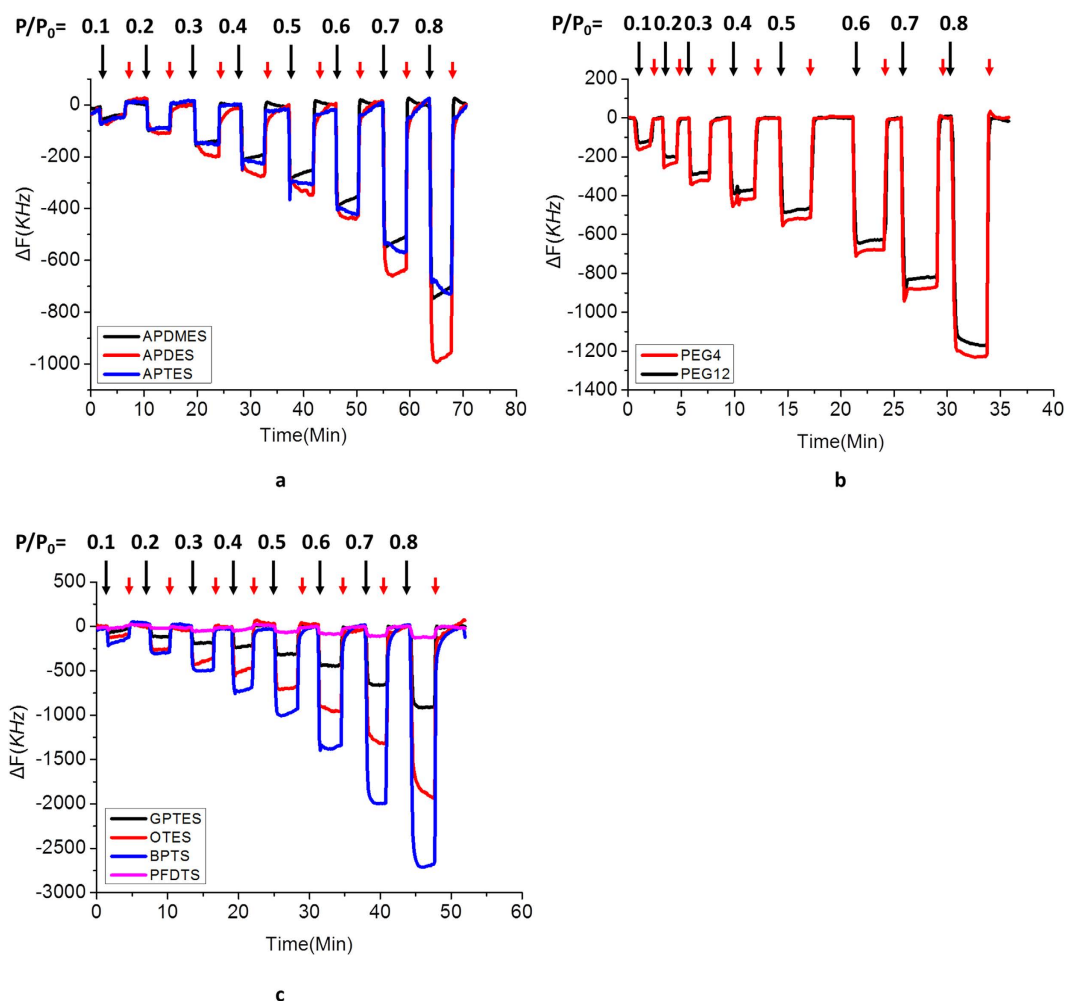 P/P0= 0.1 0.2 0.3 0.4 0.5 0.6 0.7 0.8
0
-200
-400
-600
-800
-1000
ΔF(KHz)
APDMES
APDES
APTES
0 10 20 30 40 50 60 70 80
Time(Min)
a
P/P0= 0.1 0.2 0.3 0.4 0.5 0.6 0.7 0.8
200
0
-200
-400
-600
-800
-1000
-1200
-1400
ΔF(KHz)
PEG4
PEG12
0 5 10 15 20 25 30 35 40
Time(Min)
b
P/P0= 0.1 0.2 0.3 0.4 0.5 0.6 0.7 0.8
500
0
-500
-1000
-1500
-2000
-2500
-3000
ΔF(KHz)
GPTES
OTES
BPTS
PFDTS
0 10 20 30 40 50 60
Time(Min)
c